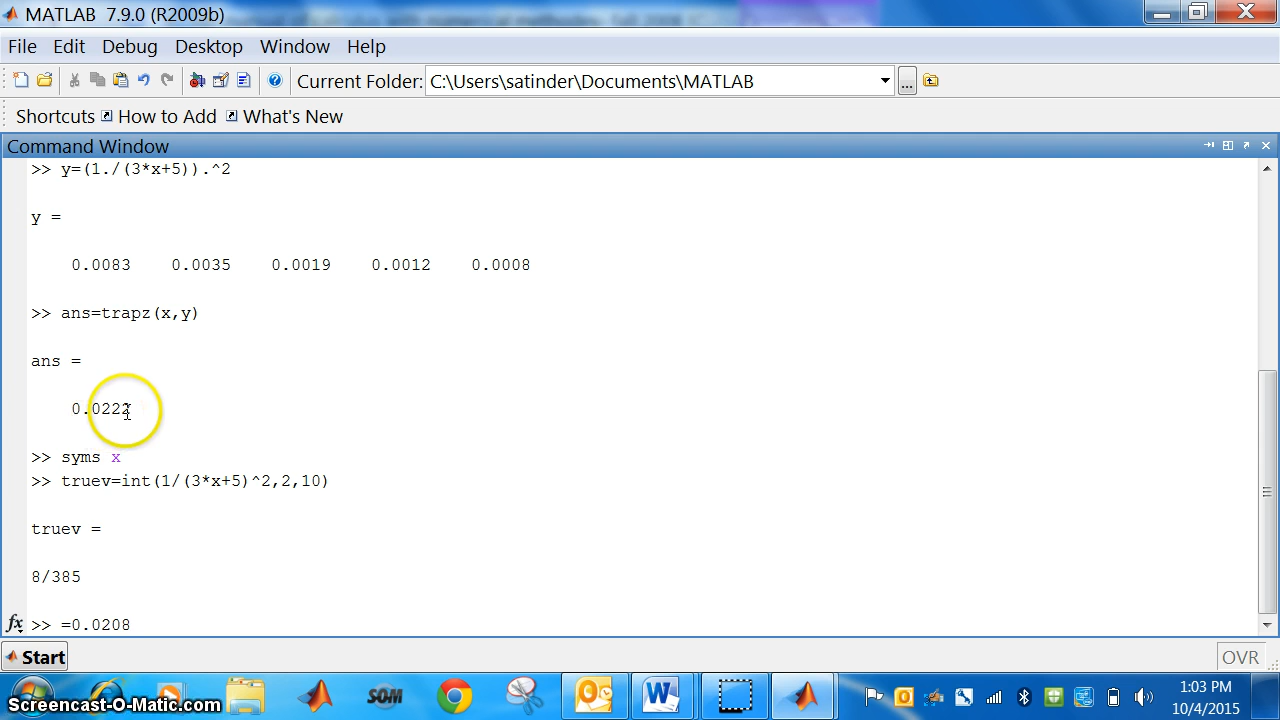 MATLAB 7.9.0 (R2009b)
File Edit Debug Desktop Window Help
Current Folder: C:\Users\satinder\Documents\MATLAB ...
Shortcuts How to Add What's New
Command Window
>> y=(1./(3*x+5)).^2
y =
0.0083 0.0035 0.0019 0.0012 0.0008
>> ans=trapz(x,y)
ans =
0.0222
>> syms x
>> truev=int(1/(3*x+5)^2,2,10)
truev =
8/385
fx >> =0.0208
Start OVR
SOM
1:03 PM
Screencast-O-Matic.com 10/4/2015